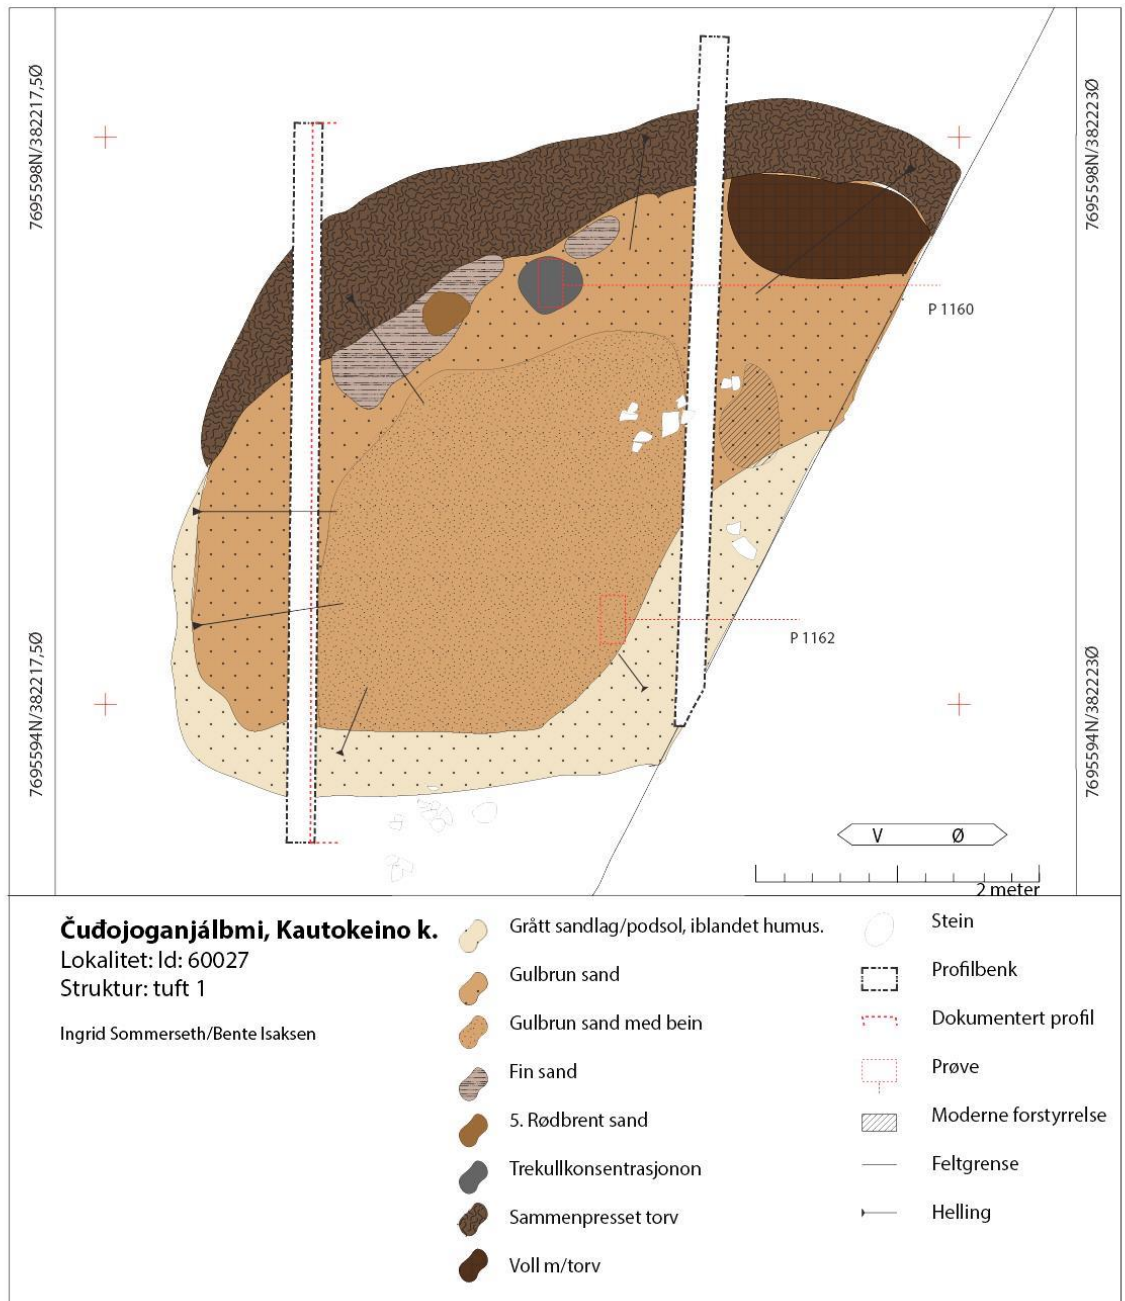 7695598N/382217,5Ø
7695598N/382223Ø
P 1160
P 1162
7695594N/382217,5Ø
7695594N/382223Ø
V Ø
2 meter
Čuđojoganjálbmi, Kautokeino k.
Lokalitet: Id: 60027
Struktur: tuft 1
Ingrid Sommerseth/Bente Isaksen
Grått sandlag/podsol, iblandet humus.
Gulbrun sand
Gulbrun sand med bein
Fin sand
5. Rødbrent sand
Trekullkonsentrasjonon
Sammenpresset torv
Voll m/torv
Stein
Profilbenk
Dokumentert profil
Prøve
Moderne forstyrrelse
Feltgrense
Helling